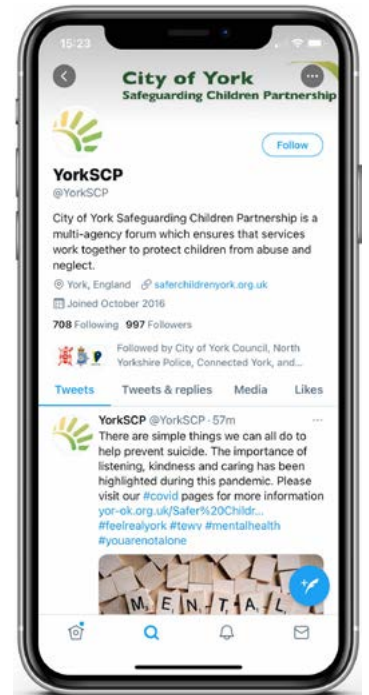 15:23
City of York
Safeguarding Children Partnership
Follow
YorkSCP
@YorkSCP
City of York Safeguarding Children Partnership is a
multi-agency forum which ensures that services
work together to protect children from abuse and
neglect.
York, England saferchildrenyork.org.uk
Joined October 2016
708 Following 997 Followers
Followed by City of York Council, North
Yorkshire Police, Connected York, and...
Tweets Tweets & replies Media Likes
YorkSCP @YorkSCP · 57m
There are simple things we can all do to
help prevent suicide. The importance of
listening, kindness and caring has been
highlighted during this pandemic. Please
visit our #covid pages for more information
yor-ok.org.uk/Safer%20Childr...
#feelrealyork #tewv #mentalhealth
#youarenotalone
MENTAL